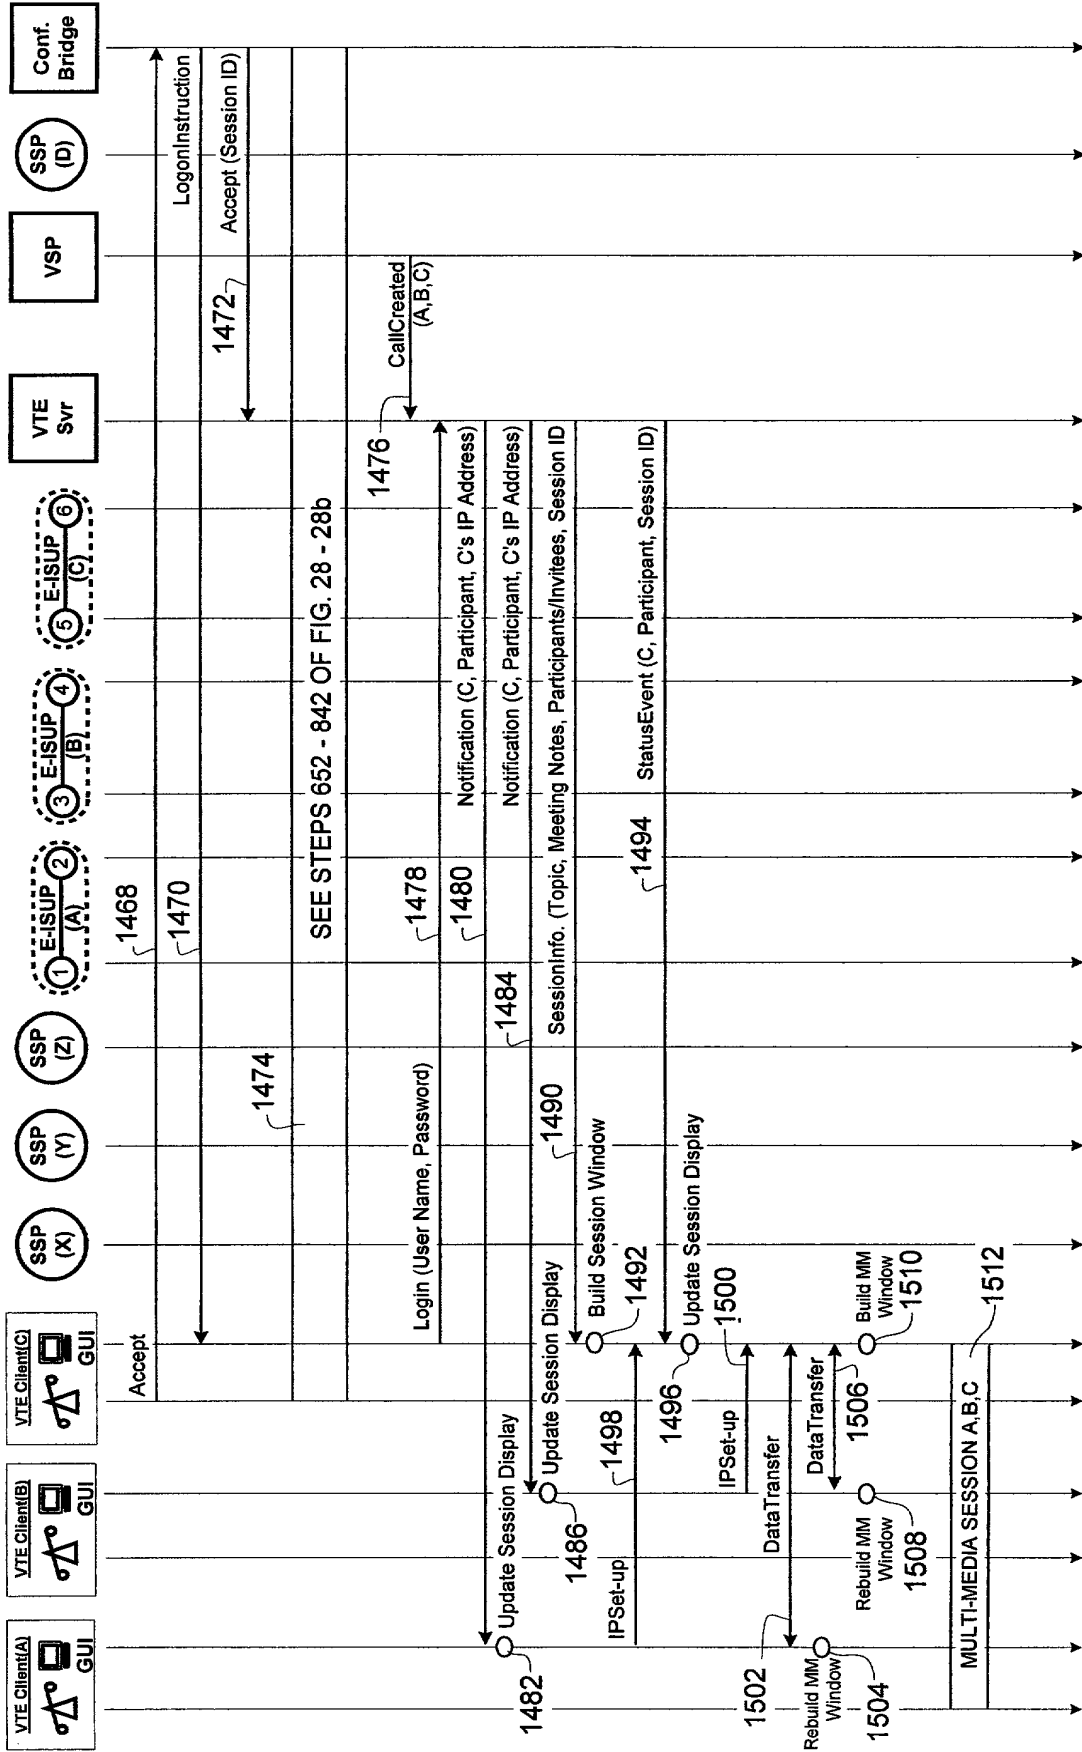 VTE Client(A)
GUI
VTE Client(B)
GUI
VTE Client(C)
GUI
SSP
(X)
SSP
(Y)
SSP
(Z)
1
E-ISUP
(A)
2
3
E-ISUP
(B)
4
5
E-ISUP
(C)
6
VTE
Svr
VSP
SSP
(D)
Conf.
Bridge
Accept
1468
1470
LogonInstruction
1472
Accept (Session ID)
1474
SEE STEPS 652 - 842 OF FIG. 28 - 28b
1476
CallCreated
(A,B,C)
Login (User Name, Password)
1478
1480
Notification (C, Participant, C's IP Address)
1482
Update Session Display
1484
Notification (C, Participant, C's IP Address)
1486
Update Session Display
1490
SessionInfo. (Topic, Meeting Notes, Participants/Invitees, Session ID
Build Session Window
1492
IPSet-up
1498
1494
StatusEvent (C, Participant, Session ID)
1496
Update Session Display
IPSet-up
1500
1502
DataTransfer
Rebuild MM
Window
1504
DataTransfer
1506
Rebuild MM
Window
1508
Build MM
Window
1510
MULTI-MEDIA SESSION A,B,C
1512